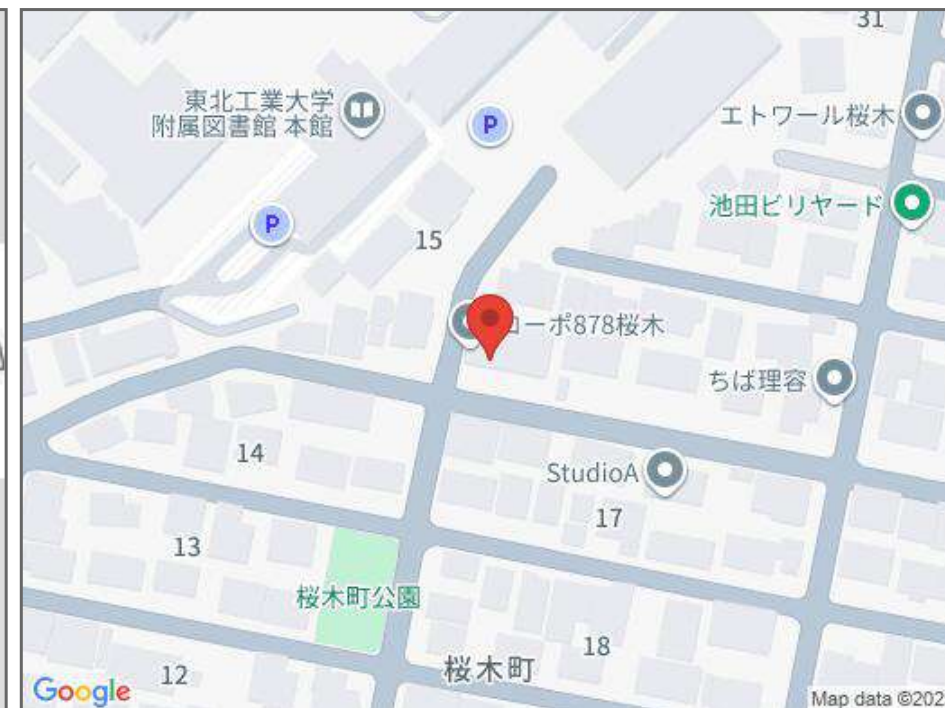 31
東北工業大学
附属図書館 本館
P
エトワール桜木
池田ビリヤード
P
15
ーポ878桜木
ちば理容
14
StudioA
17
13
桜木町公園
18
桜木町
12
Google
Map data ©202